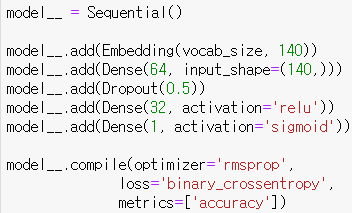 model__ = Sequential()
model__.add(Embedding(vocab_size, 140))
model__.add(Dense(64, input_shape=(140,)))
model__.add(Dropout(0.5))
model__.add(Dense(32, activation='relu'))
model__.add(Dense(1, activation='sigmoid'))
model__.compile(optimizer='rmsprop',
loss='binary_crossentropy',
metrics=['accuracy'])